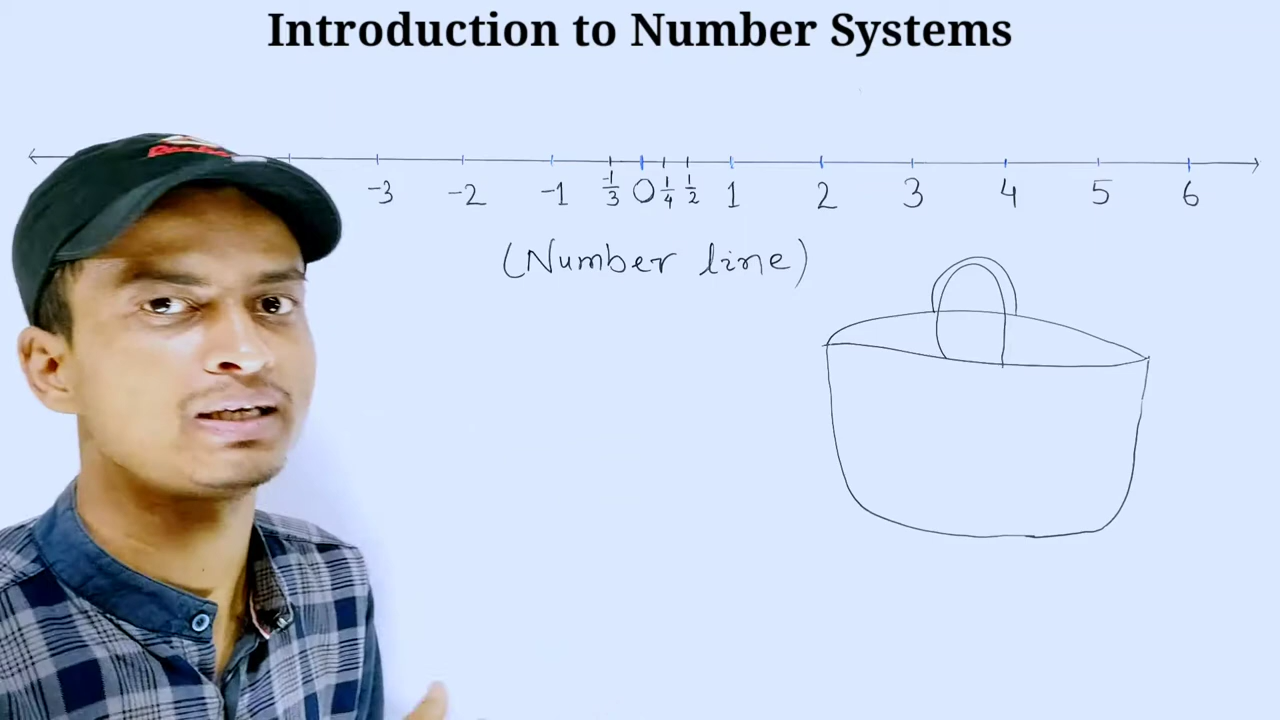 Introduction to Number Systems
-3 -2 -1 -1/3 0 1/4 1/2 1 2 3 4 5 6
(Number line)